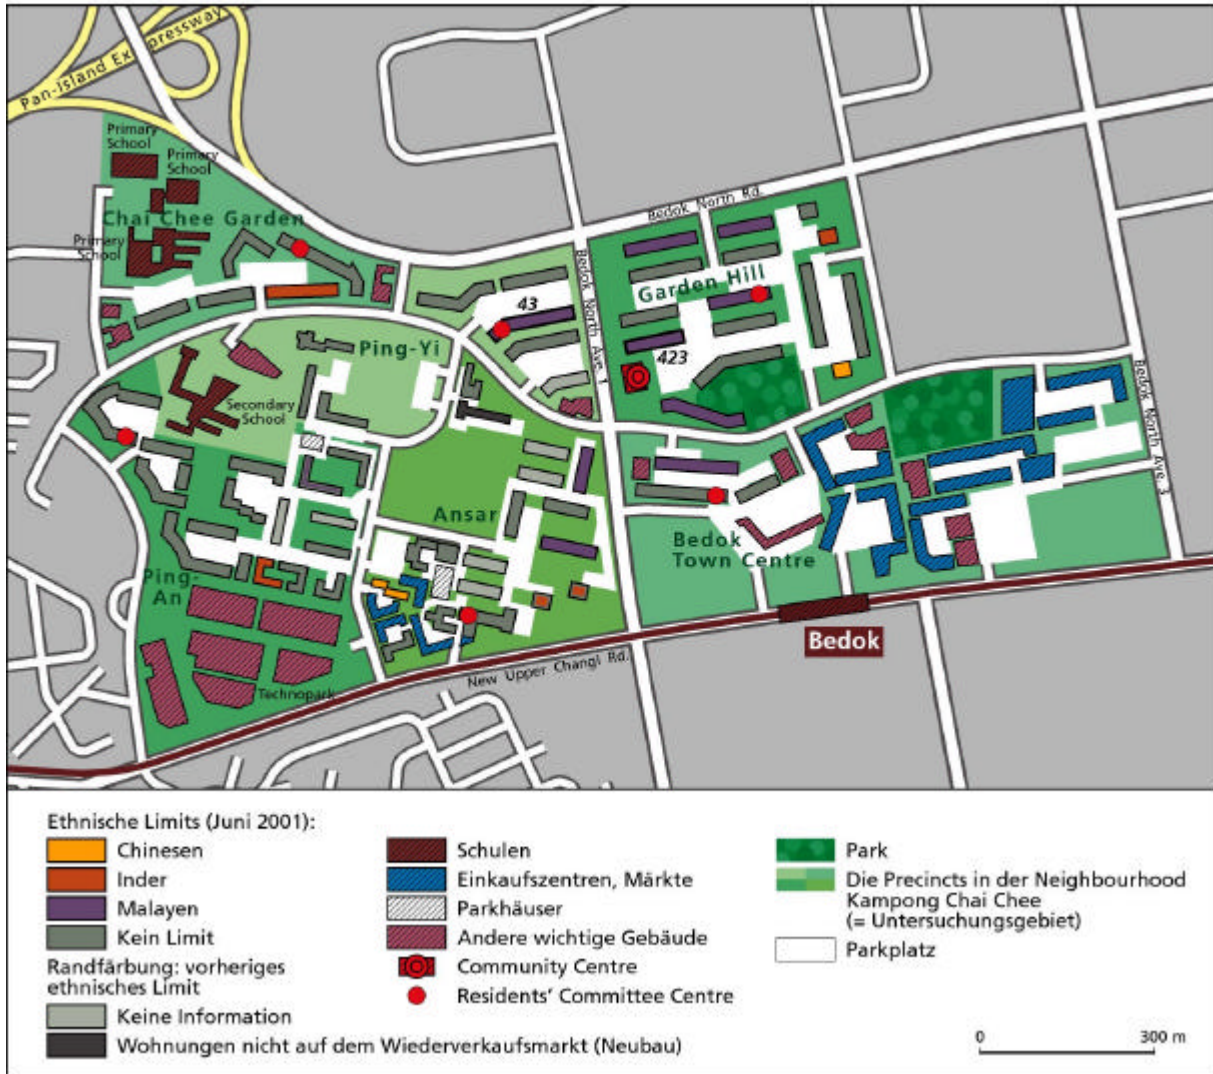 Pan-Island Expressway
Primary
School
Primary
School
Chai Chee Garden
Primary
School
Bedok North Rd.
Bedok North Ave. 1
Garden Hill
43
423
Ping-Yi
Secondary
School
Bedok North Ave. 3
Ansar
Bedok
Town Centre
Ping-
An
Bedok
New Upper Changi Rd.
Technopark
Ethnische Limits (Juni 2001):
Chinesen
Inder
Malayen
Kein Limit
Randfärbung: vorheriges
ethnisches Limit
Keine Information
Wohnungen nicht auf dem Wiederverkaufsmarkt (Neubau)
Schulen
Einkaufszentren, Märkte
Parkhäuser
Andere wichtige Gebäude
Community Centre
Residents' Committee Centre
Park
Die Precincts in der Neighbourhood
Kampong Chai Chee
(= Untersuchungsgebiet)
Parkplatz
0 300 m